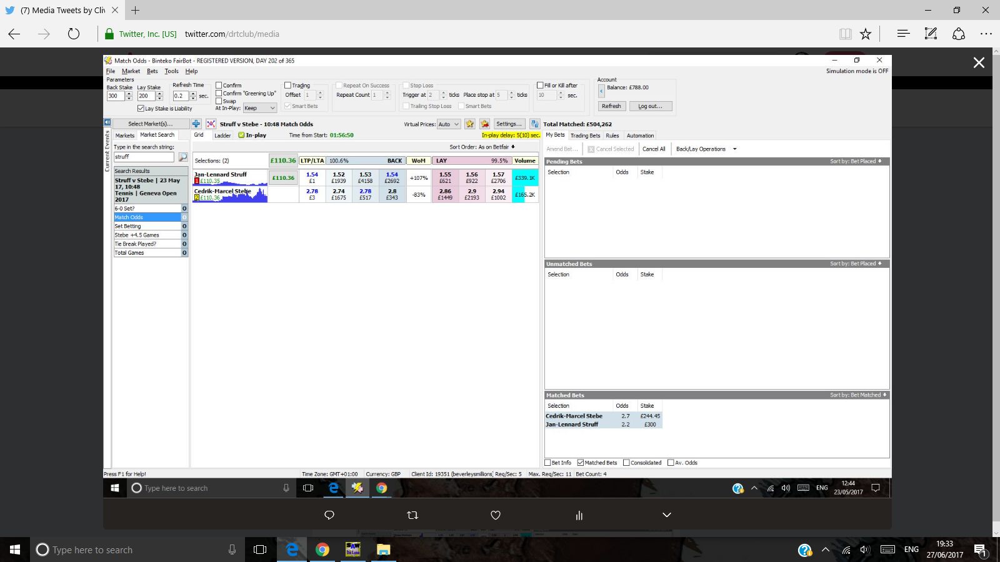 (7) Media Tweets by Cliv
Twitter, Inc. [US] twitter.com/drtclub/media
Match Odds - Binteko FairBot - REGISTERED VERSION, DAY 202 of 365
File Market Bets Tools Help
Simulation mode is OFF
Parameters
Back Stake Lay Stake Refresh Time
300 200 0.2 sec.
Lay Stake is Liability
Confirm
Confirm "Greening Up"
Swap
At In-Play: Keep
Trading
Offset 1
Smart Bets
Repeat On Success
Repeat Count 1
Stop Loss
Trigger at 2 ticks Place stop at 5 ticks
Trailing Stop Loss Smart Bets
Fill or Kill after
10 sec.
Account
Balance: £788.00
Refresh Log out...
Current Events
Select Market(s)...
Markets Market Search
Type in the search string:
struff
Search Results
Struff v Stebe | 23 May
17, 10:48
Tennis | Geneva Open
2017
6-0 Set? 0
Match Odds 0
Set Betting 0
Stebe +4.5 Games 0
Tie Break Played? 0
Total Games 0
Struff v Stebe - 10:48 Match Odds
Virtual Prices: Auto Settings...
Grid Ladder In-play Time from Start: 01:56:50 In-play delay: 5(10) sec.
Sort Order: As on Betfair
Selections: (2) £110.36 LTP/LTA 100.6% BACK WoM LAY 99.5% Volume
Jan-Lennard Struff 1.54 1.52 1.53 1.54 1.55 1.56 1.57
1 £110.35 £110.36 £1 £1939 £4158 £2692 +107% £621 £922 £2706 £339.1K
Cedrik-Marcel Stebe 2.78 2.74 2.78 2.8 2.86 2.9 2.94
2 £110.36 £3 £1675 £517 £343 -83% £1449 £2193 £1002 £165.2K
Total Matched: £504,262
My Bets Trading Bets Rules Automation
Amend Bet... Cancel Selected Cancel All Back/Lay Operations
Pending Bets Sort by: Bet Placed
Selection Odds Stake
Unmatched Bets Sort by: Bet Placed
Selection Odds Stake
Matched Bets Sort by: Bet Matched
Selection Odds Stake
Cedrik-Marcel Stebe 2.7 £244.45
Jan-Lennard Struff 2.2 £300
Bet Info Matched Bets Consolidated Av. Odds
Press F1 for Help! Time Zone: GMT+01:00 Currency: GBP Client Id: 19351 (beverleysmillions) Req/Sec: 5 Max. Req/Sec: 11 Bet Count: 4
Type here to search
ENG
12:44
23/05/2017
Type here to search
ENG
19:33
27/06/2017
1